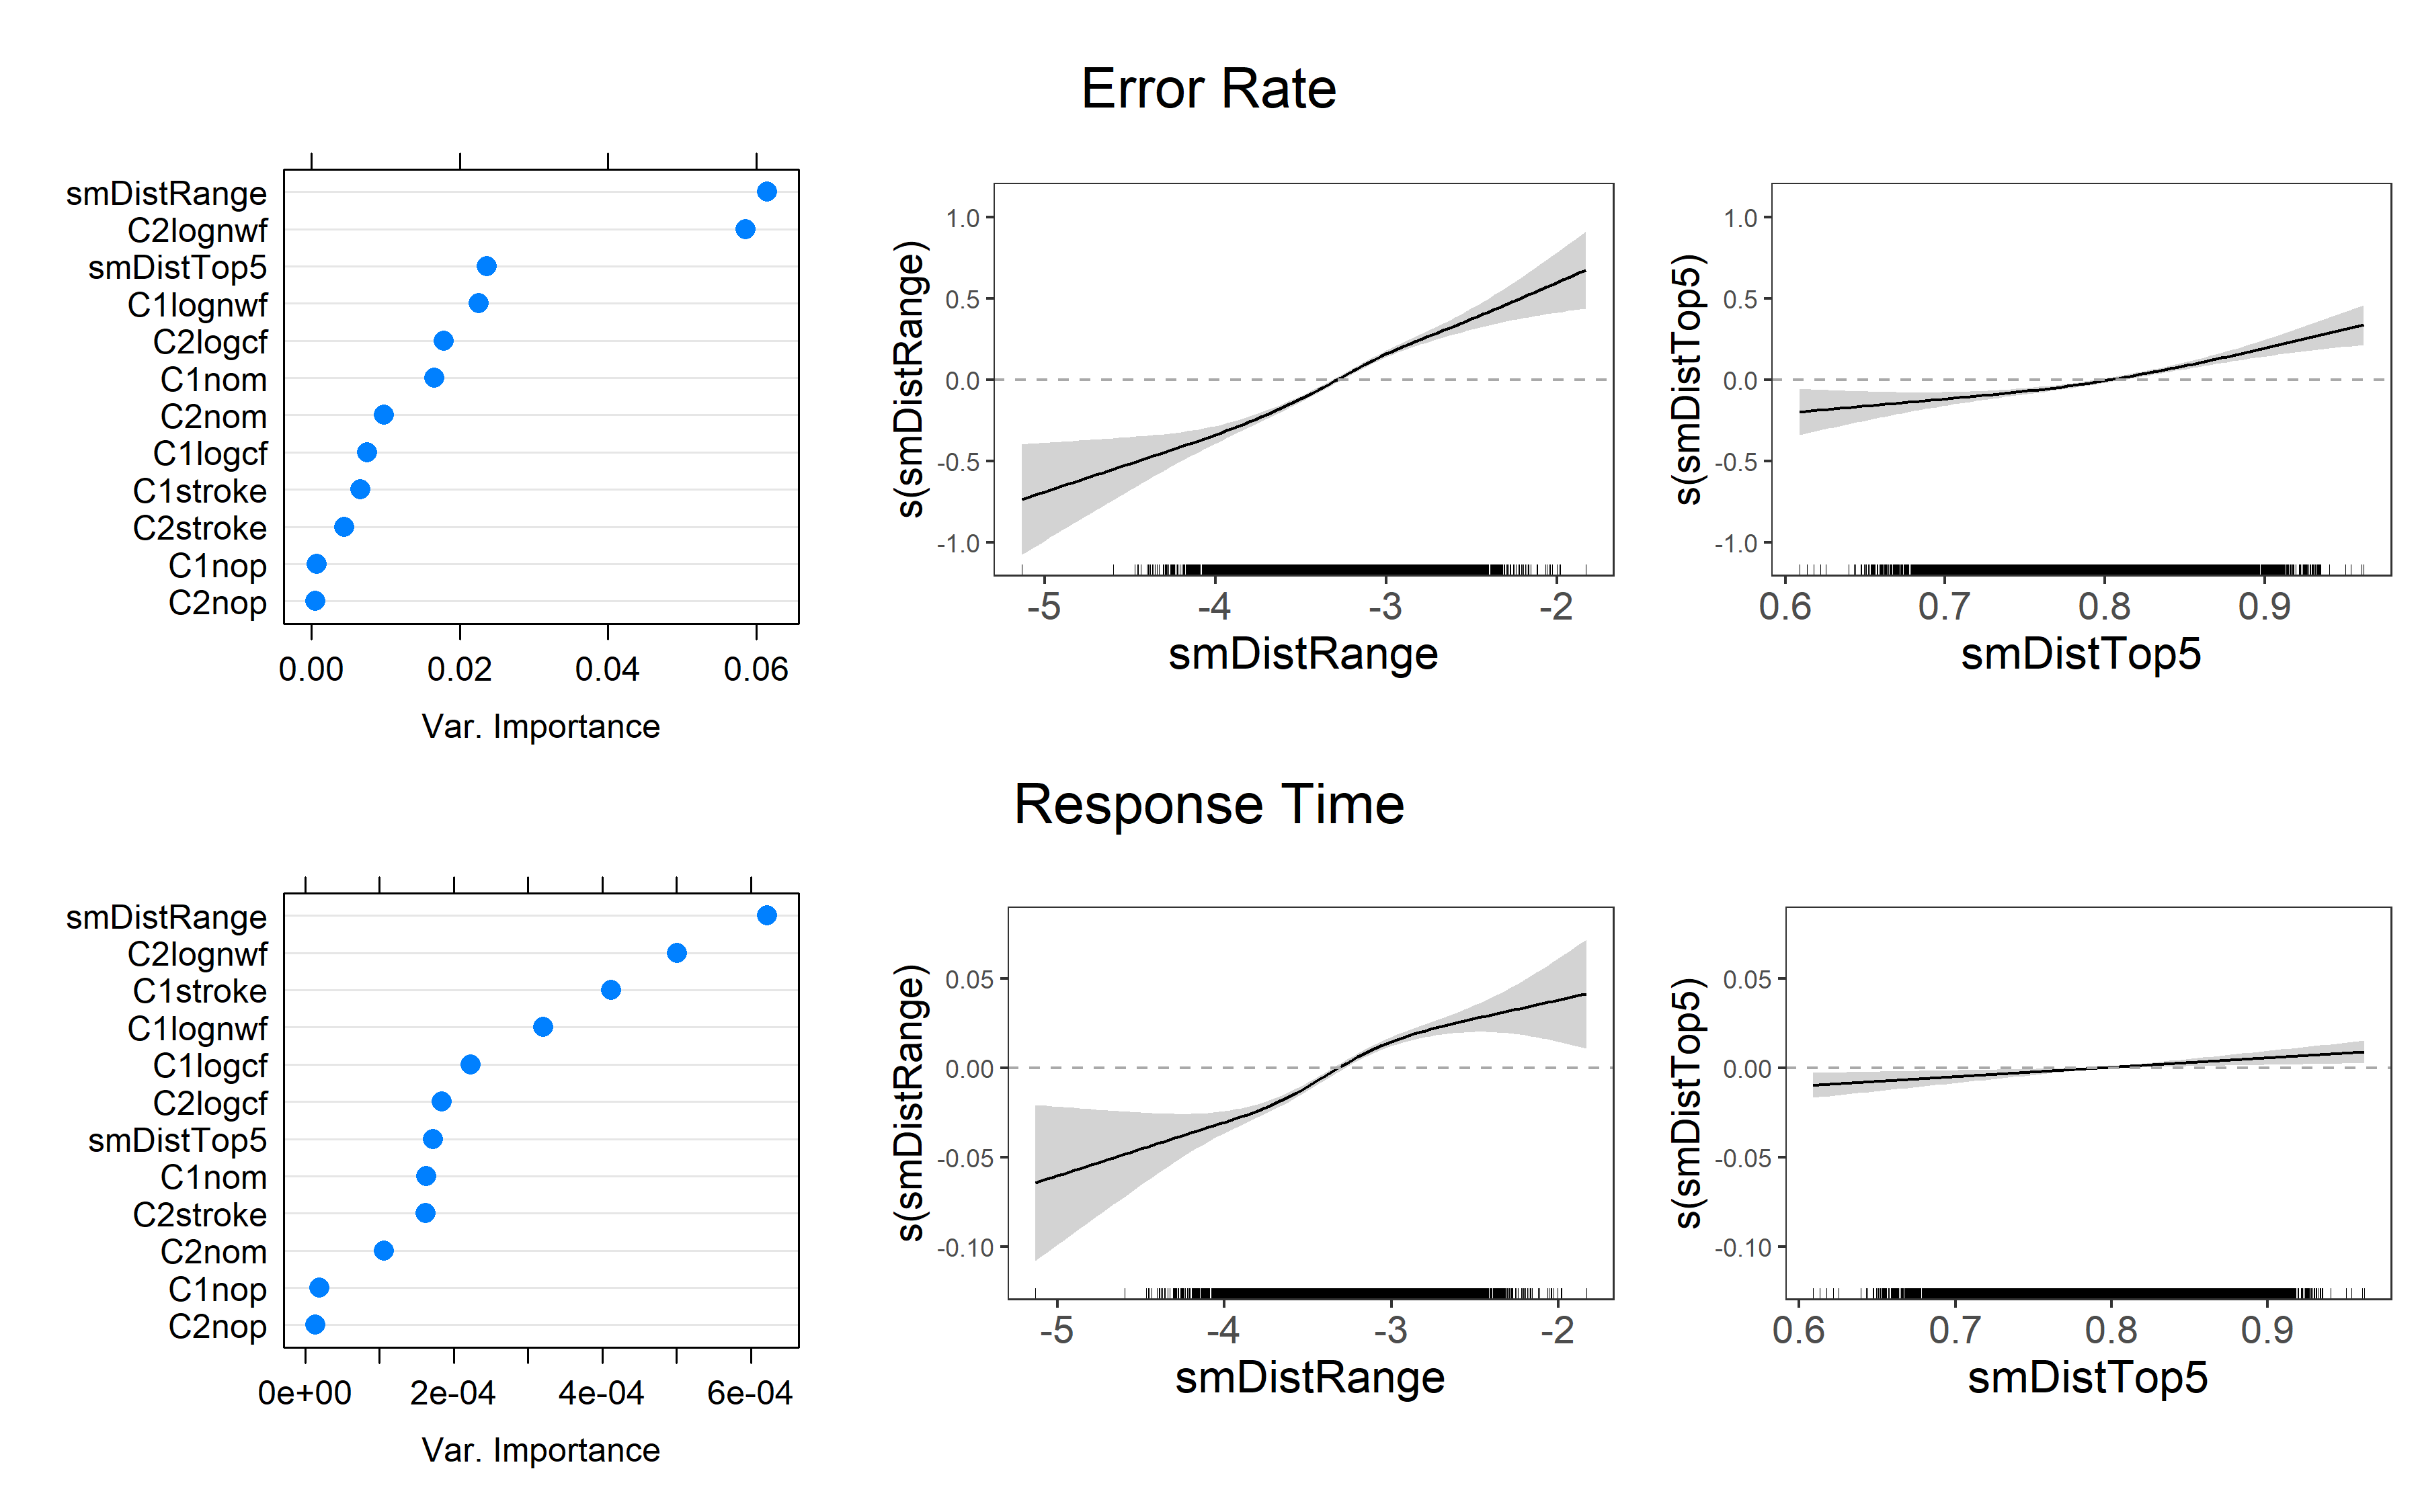 Error Rate
smDistRange
C2lognwf
smDistTop5
C1lognwf
C2logcf
C1nom
C2nom
C1logcf
C1stroke
C2stroke
C1nop
C2nop
0.00 0.02 0.04 0.06
Var. Importance
s(smDistRange)
1.0
0.5
0.0
-0.5
-1.0
-5 -4 -3 -2
smDistRange
s(smDistTop5)
1.0
0.5
0.0
-0.5
-1.0
0.6 0.7 0.8 0.9
smDistTop5
Response Time
smDistRange
C2lognwf
C1stroke
C1lognwf
C1logcf
C2logcf
smDistTop5
C1nom
C2stroke
C2nom
C1nop
C2nop
0e+00 2e-04 4e-04 6e-04
Var. Importance
s(smDistRange)
0.05
0.00
-0.05
-0.10
-5 -4 -3 -2
smDistRange
s(smDistTop5)
0.05
0.00
-0.05
-0.10
0.6 0.7 0.8 0.9
smDistTop5